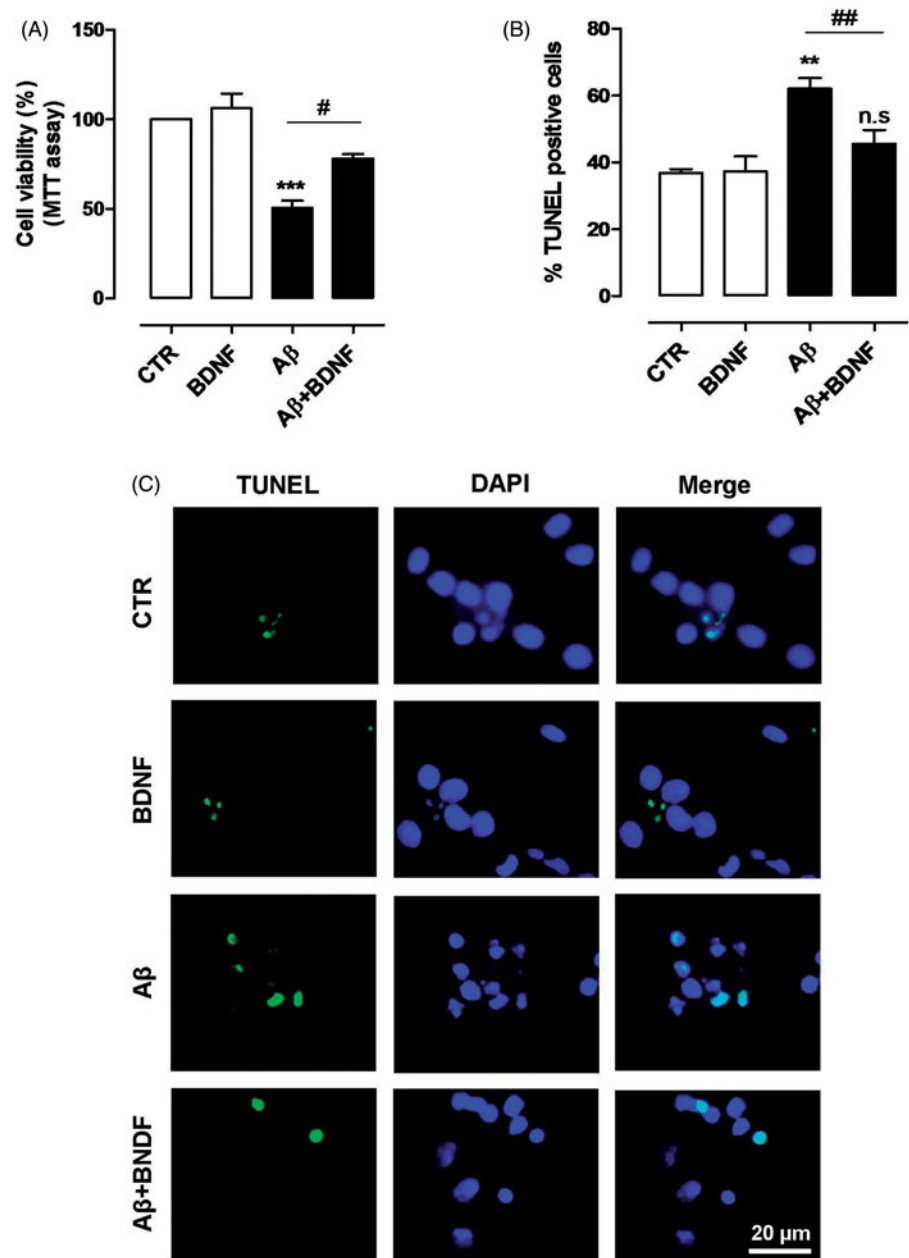 (A)
150
100
50
0
Cell viability (%)
(MTT assay)
***
#
CTR
BDNF
Aβ
Aβ+BDNF
(B)
80
60
40
20
0
% TUNEL positive cells
##
**
n.s
CTR
BDNF
Aβ
Aβ+BDNF
(C)
TUNEL DAPI Merge
CTR
BDNF
Aβ
Aβ+BNDF
20 µm